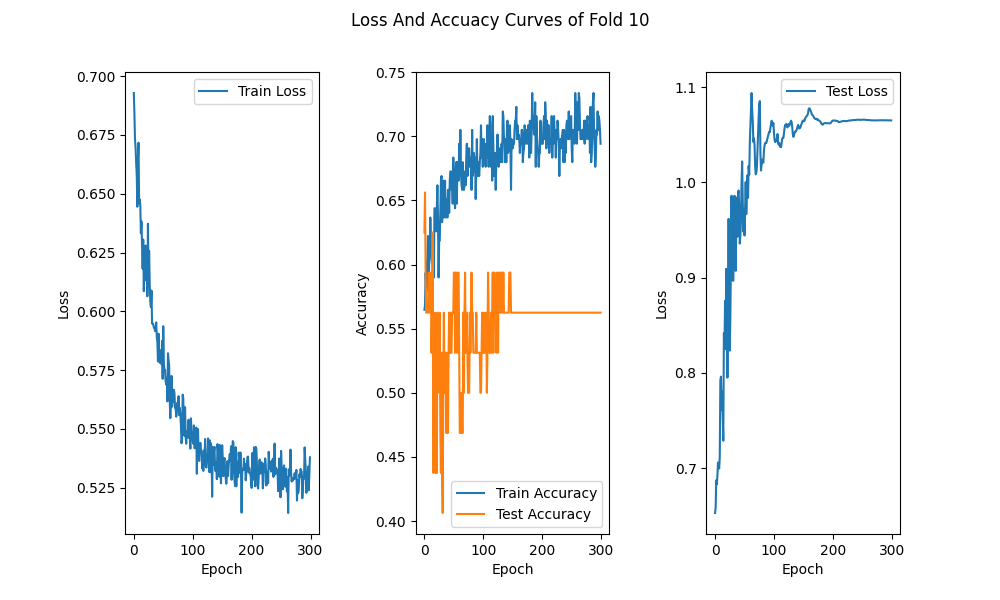 Loss And Accuacy Curves of Fold 10
0.700
0.675
0.650
0.625
0.600
0.575
0.550
0.525
Loss
0 100 200 300
Epoch
Train Loss
0.75
0.70
0.65
0.60
0.55
0.50
0.45
0.40
Accuracy
0 100 200 300
Epoch
Train Accuracy
Test Accuracy
1.1
1.0
0.9
0.8
0.7
Loss
0 100 200 300
Epoch
Test Loss